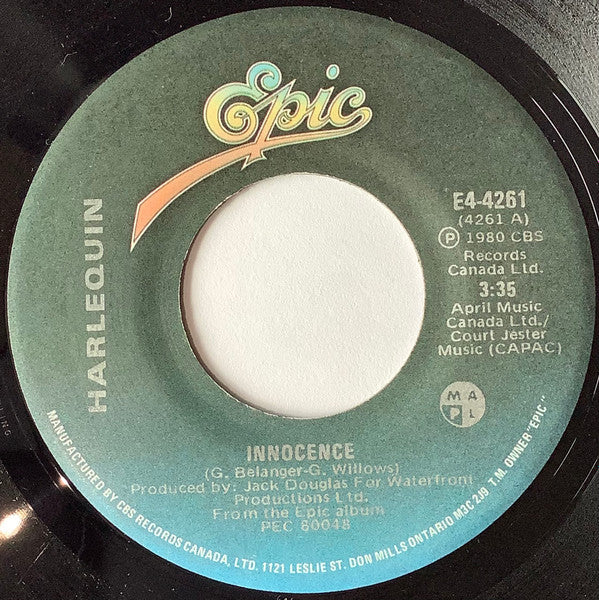 Epic
HARLEQUIN
E4-4261
(4261 A)
Ⓟ 1980 CBS
Records
Canada Ltd.
3:35
April Music
Canada Ltd./
Court Jester
Music (CAPAC)
M A
P L
INNOCENCE
(G. Belanger-G. Willows)
Produced by: Jack Douglas For Waterfront
Productions Ltd.
From the Epic album
PEC 80048
MANUFACTURED BY CBS RECORDS CANADA, LTD. 1121 LESLIE ST. DON MILLS ONTARIO M3C 2J9 T.M. OWNER "EPIC"